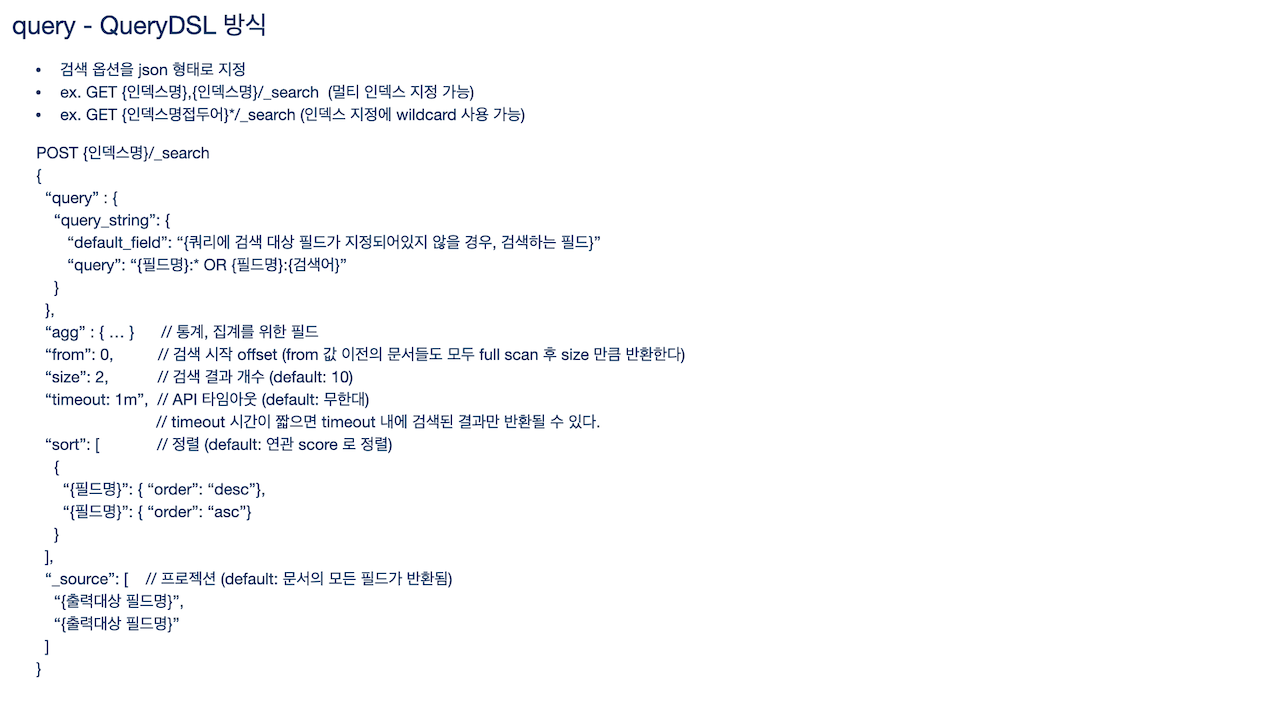 query - QueryDSL 방식
• 검색 옵션을 json 형태로 지정
• ex. GET {인덱스명},{인덱스명}/_search  (멀티 인덱스 지정 가능)
• ex. GET {인덱스명접두어}*/_search (인덱스 지정에 wildcard 사용 가능)
POST {인덱스명}/_search
{
“query” : {
“query_string”: {
“default_field”: “{쿼리에 검색 대상 필드가 지정되어있지 않을 경우, 검색하는 필드}”
“query”: “{필드명}:* OR {필드명}:{검색어}”
}
},
“agg” : { … }      // 통계, 집계를 위한 필드
“from”: 0,          // 검색 시작 offset (from 값 이전의 문서들도 모두 full scan 후 size 만큼 반환한다)
“size”: 2,           // 검색 결과 개수 (default: 10)
“timeout: 1m”,  // API 타임아웃 (default: 무한대)
// timeout 시간이 짧으면 timeout 내에 검색된 결과만 반환될 수 있다.
“sort”: [             // 정렬 (default: 연관 score 로 정렬)
{
“{필드명}”: { “order”: “desc”},
“{필드명}”: { “order”: “asc”}
}
],
“_source”: [    // 프로젝션 (default: 문서의 모든 필드가 반환됨)
“{출력대상 필드명}”,
“{출력대상 필드명}”
]
}